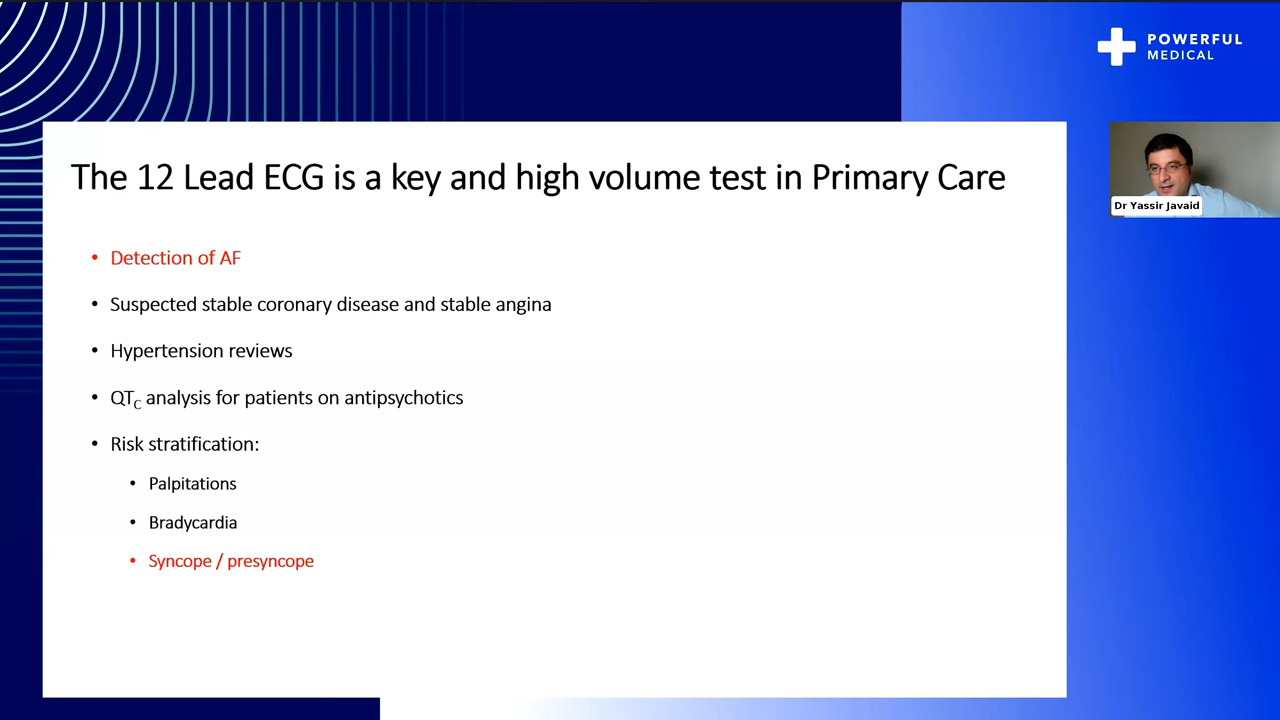 POWERFUL
MEDICAL
The 12 Lead ECG is a key and high volume test in Primary Care
Dr Yassir Javaid
• Detection of AF
• Suspected stable coronary disease and stable angina
• Hypertension reviews
• QTC analysis for patients on antipsychotics
• Risk stratification:
• Palpitations
• Bradycardia
• Syncope / presyncope